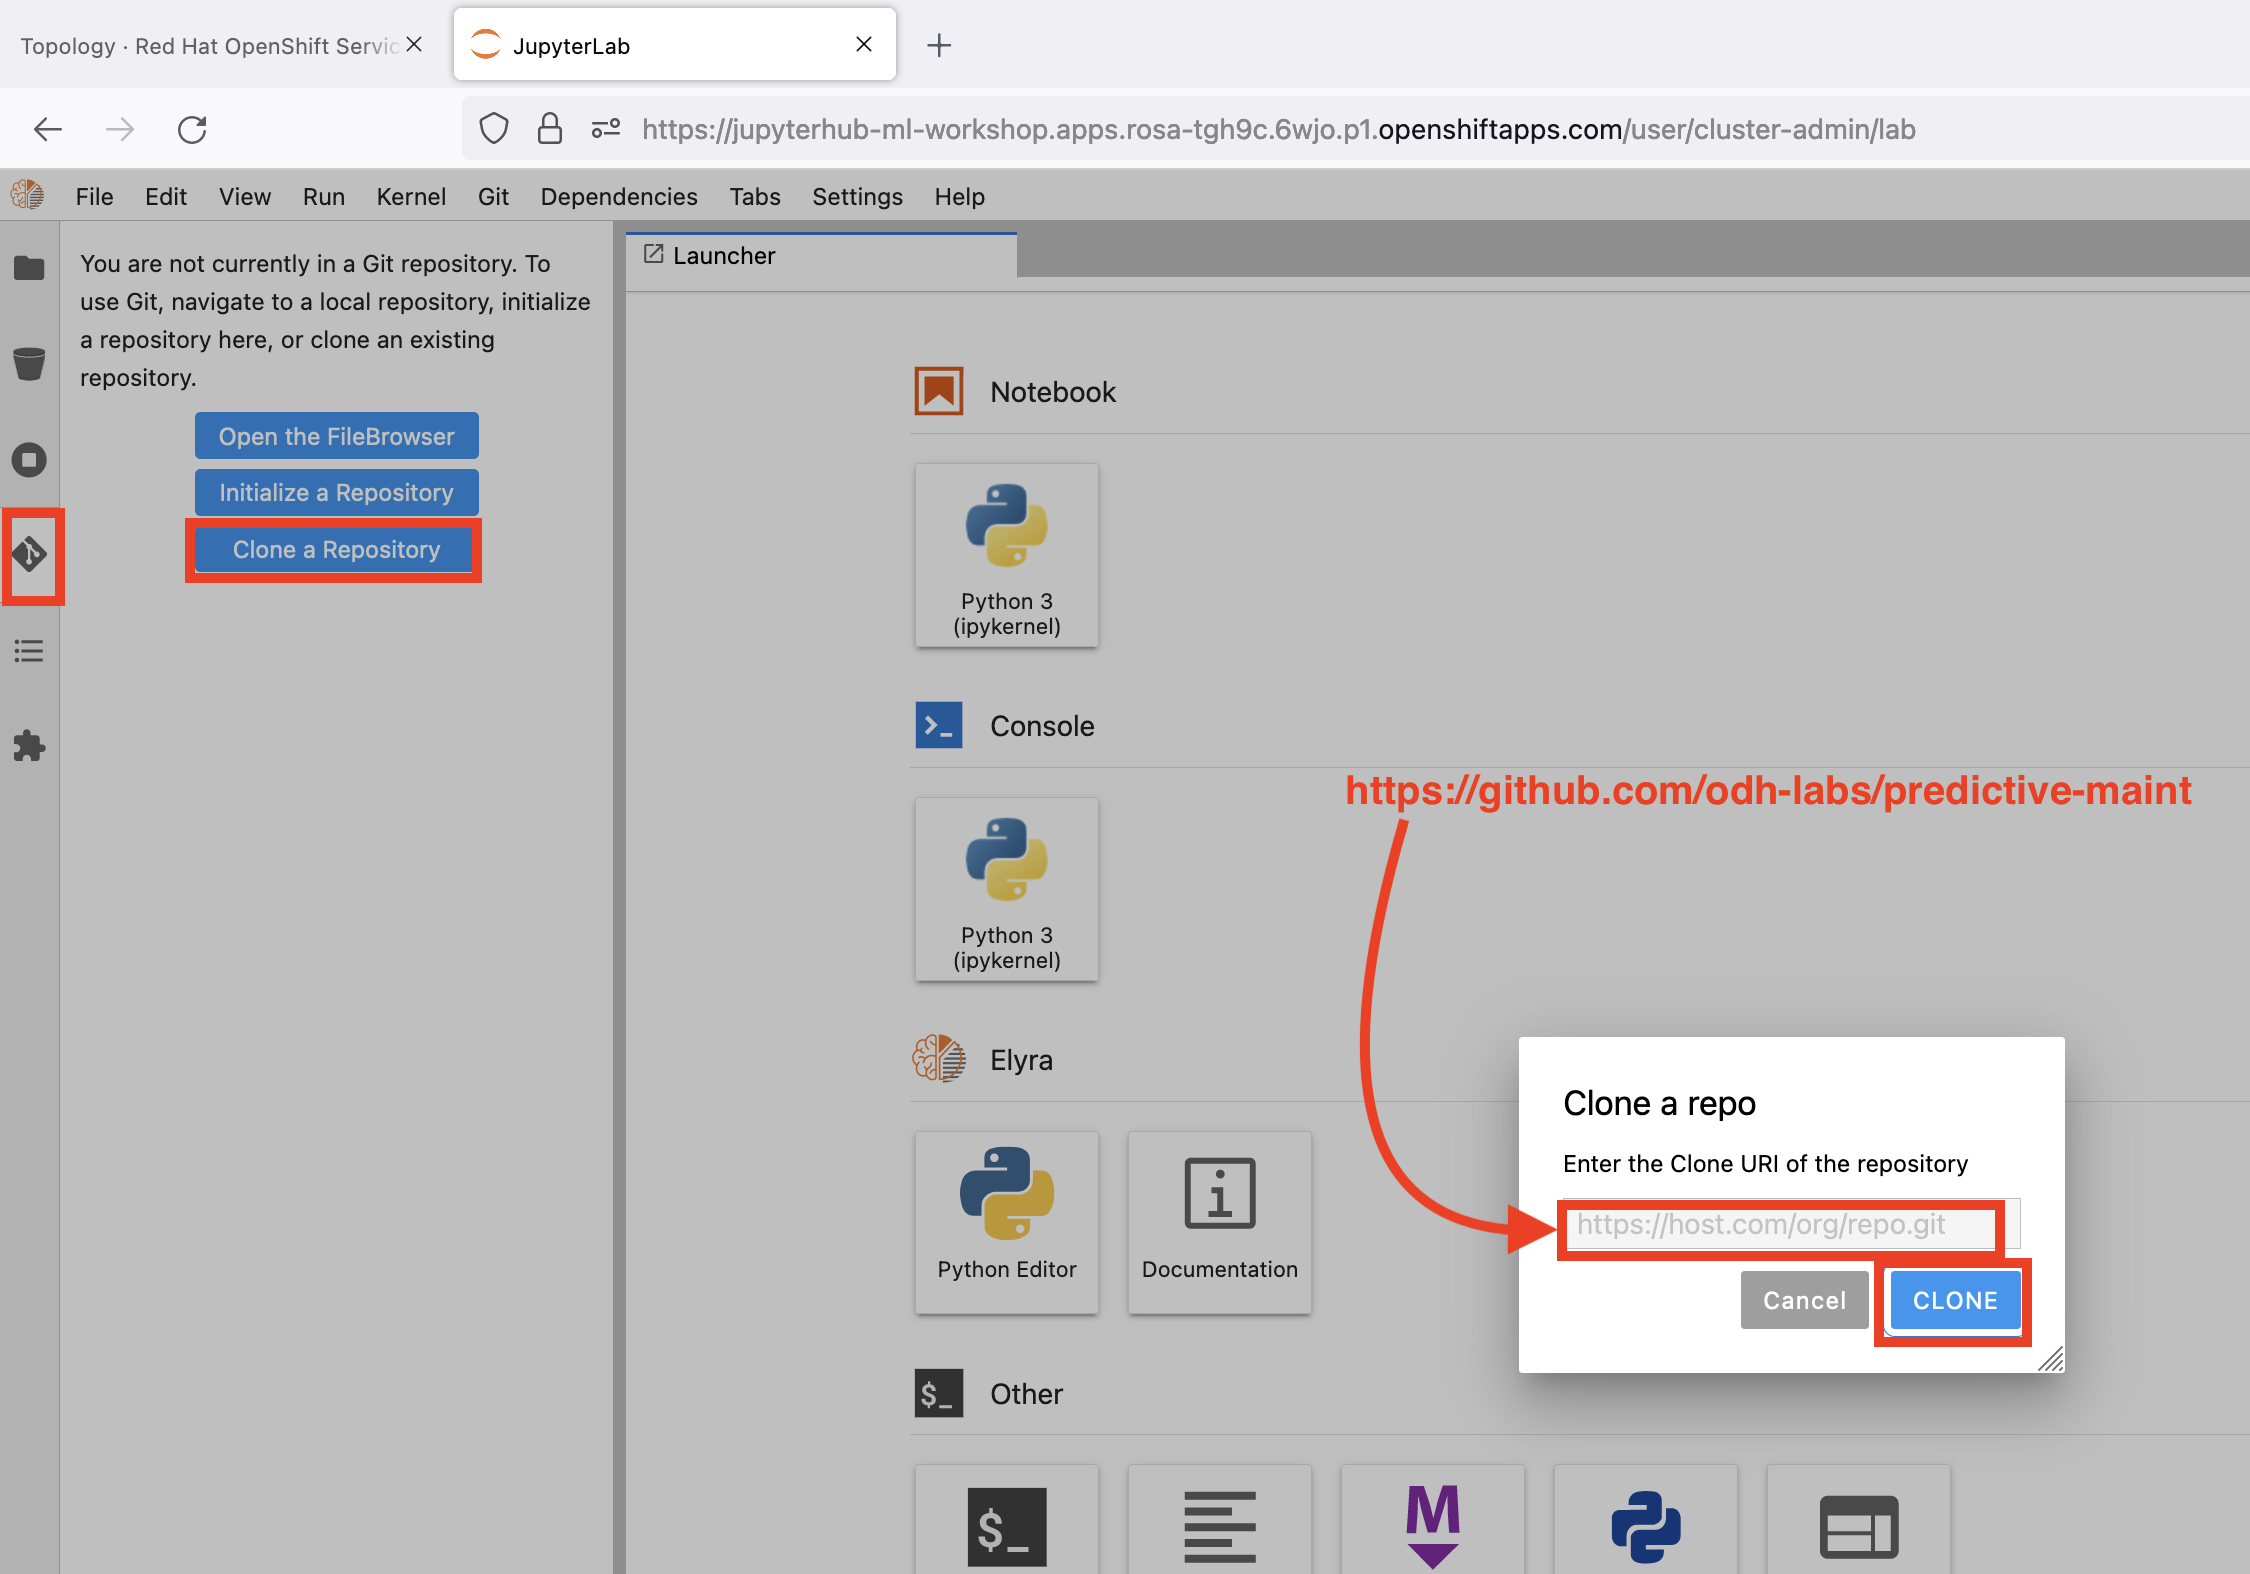 Topology · Red Hat OpenShift Servic
JupyterLab
https://jupyterhub-ml-workshop.apps.rosa-tgh9c.6wjo.p1.openshiftapps.com/user/cluster-admin/lab
File Edit View Run Kernel Git Dependencies Tabs Settings Help
You are not currently in a Git repository. To
use Git, navigate to a local repository, initialize
a repository here, or clone an existing
repository.
Open the FileBrowser
Initialize a Repository
Clone a Repository
Launcher
Notebook
Python 3
(ipykernel)
Console
https://github.com/odh-labs/predictive-maint
Python 3
(ipykernel)
Elyra
Python Editor
Documentation
Clone a repo
Enter the Clone URI of the repository
https://host.com/org/repo.git
Cancel
CLONE
Other
$_
$_
M